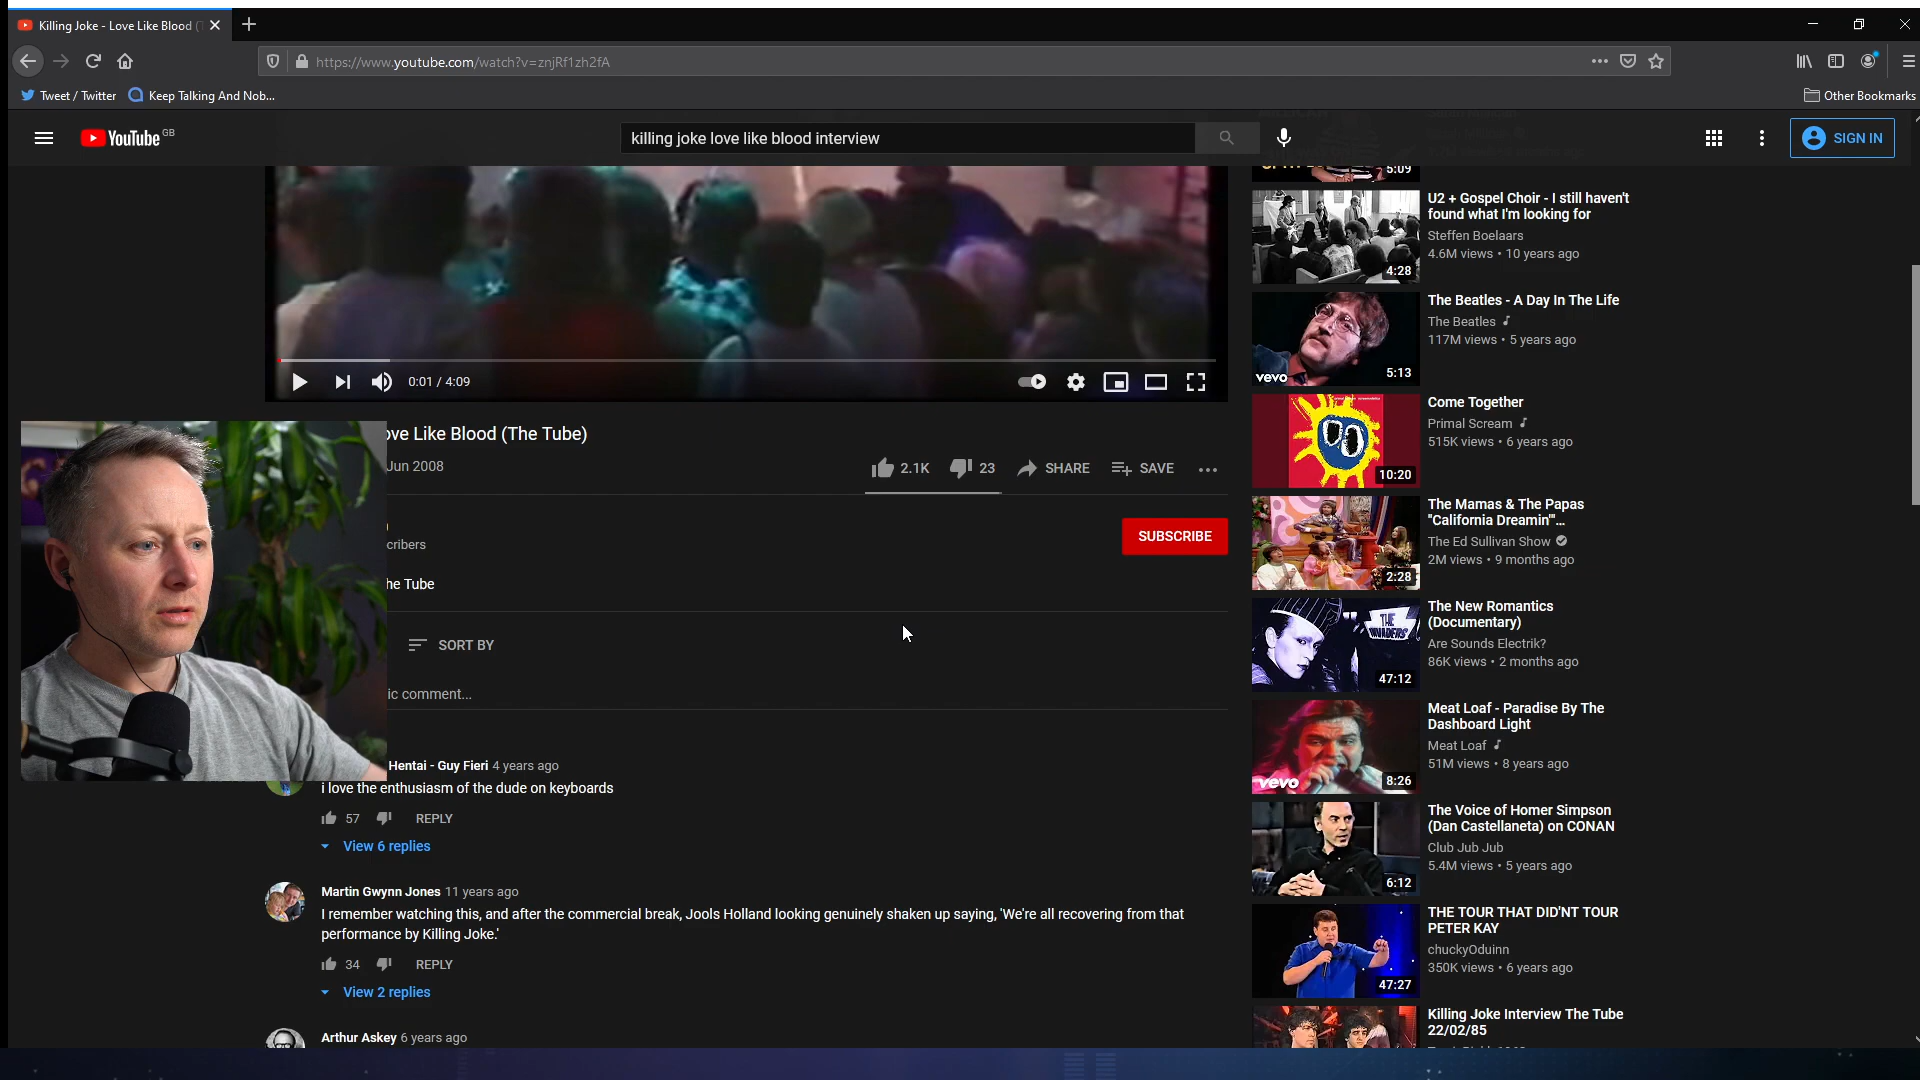 Killing Joke - Love Like Blood (
https://www.youtube.com/watch?v=znjRf1zh2fA
Tweet / Twitter
Keep Talking And Nob...
Other Bookmarks
YouTube GB
killing joke love like blood interview
SIGN IN
5:09
0:01 / 4:09
ove Like Blood (The Tube)
Jun 2008
2.1K
23
SHARE
SAVE
cribers
SUBSCRIBE
he Tube
SORT BY
ic comment...
Hentai - Guy Fieri 4 years ago
i love the enthusiasm of the dude on keyboards
57
REPLY
View 6 replies
Martin Gwynn Jones 11 years ago
I remember watching this, and after the commercial break, Jools Holland looking genuinely shaken up saying, 'We're all recovering from that
performance by Killing Joke.'
34
REPLY
View 2 replies
Arthur Askey 6 years ago
U2 + Gospel Choir - I still haven't
found what I'm looking for
Steffen Boelaars
4.6M views • 10 years ago
4:28
The Beatles - A Day In The Life
The Beatles
117M views • 5 years ago
vevo
5:13
Come Together
Primal Scream
515K views • 6 years ago
10:20
The Mamas & The Papas
"California Dreamin'"...
The Ed Sullivan Show
2M views • 9 months ago
2:28
The New Romantics
(Documentary)
Are Sounds Electrik?
86K views • 2 months ago
THE
INVADERS
47:12
Meat Loaf - Paradise By The
Dashboard Light
Meat Loaf
51M views • 8 years ago
vevo
8:26
The Voice of Homer Simpson
(Dan Castellaneta) on CONAN
Club Jub Jub
5.4M views • 5 years ago
6:12
THE TOUR THAT DID'NT TOUR
PETER KAY
chuckyOduinn
350K views • 6 years ago
47:27
Killing Joke Interview The Tube
22/02/85